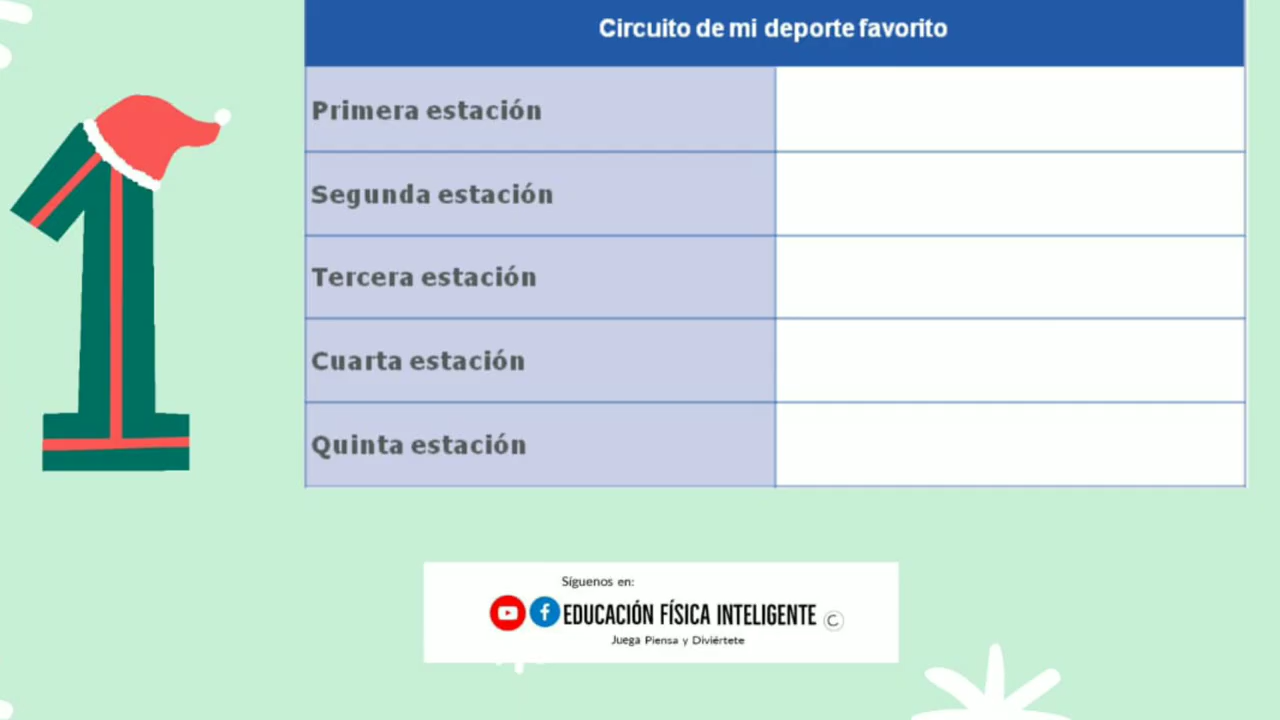 Circuito de mi deporte favorito
1
Primera estación
Segunda estación
Tercera estación
Cuarta estación
Quinta estación
Síguenos en:
EDUCACIÓN FÍSICA INTELIGENTE ©
Juega Piensa y Diviértete